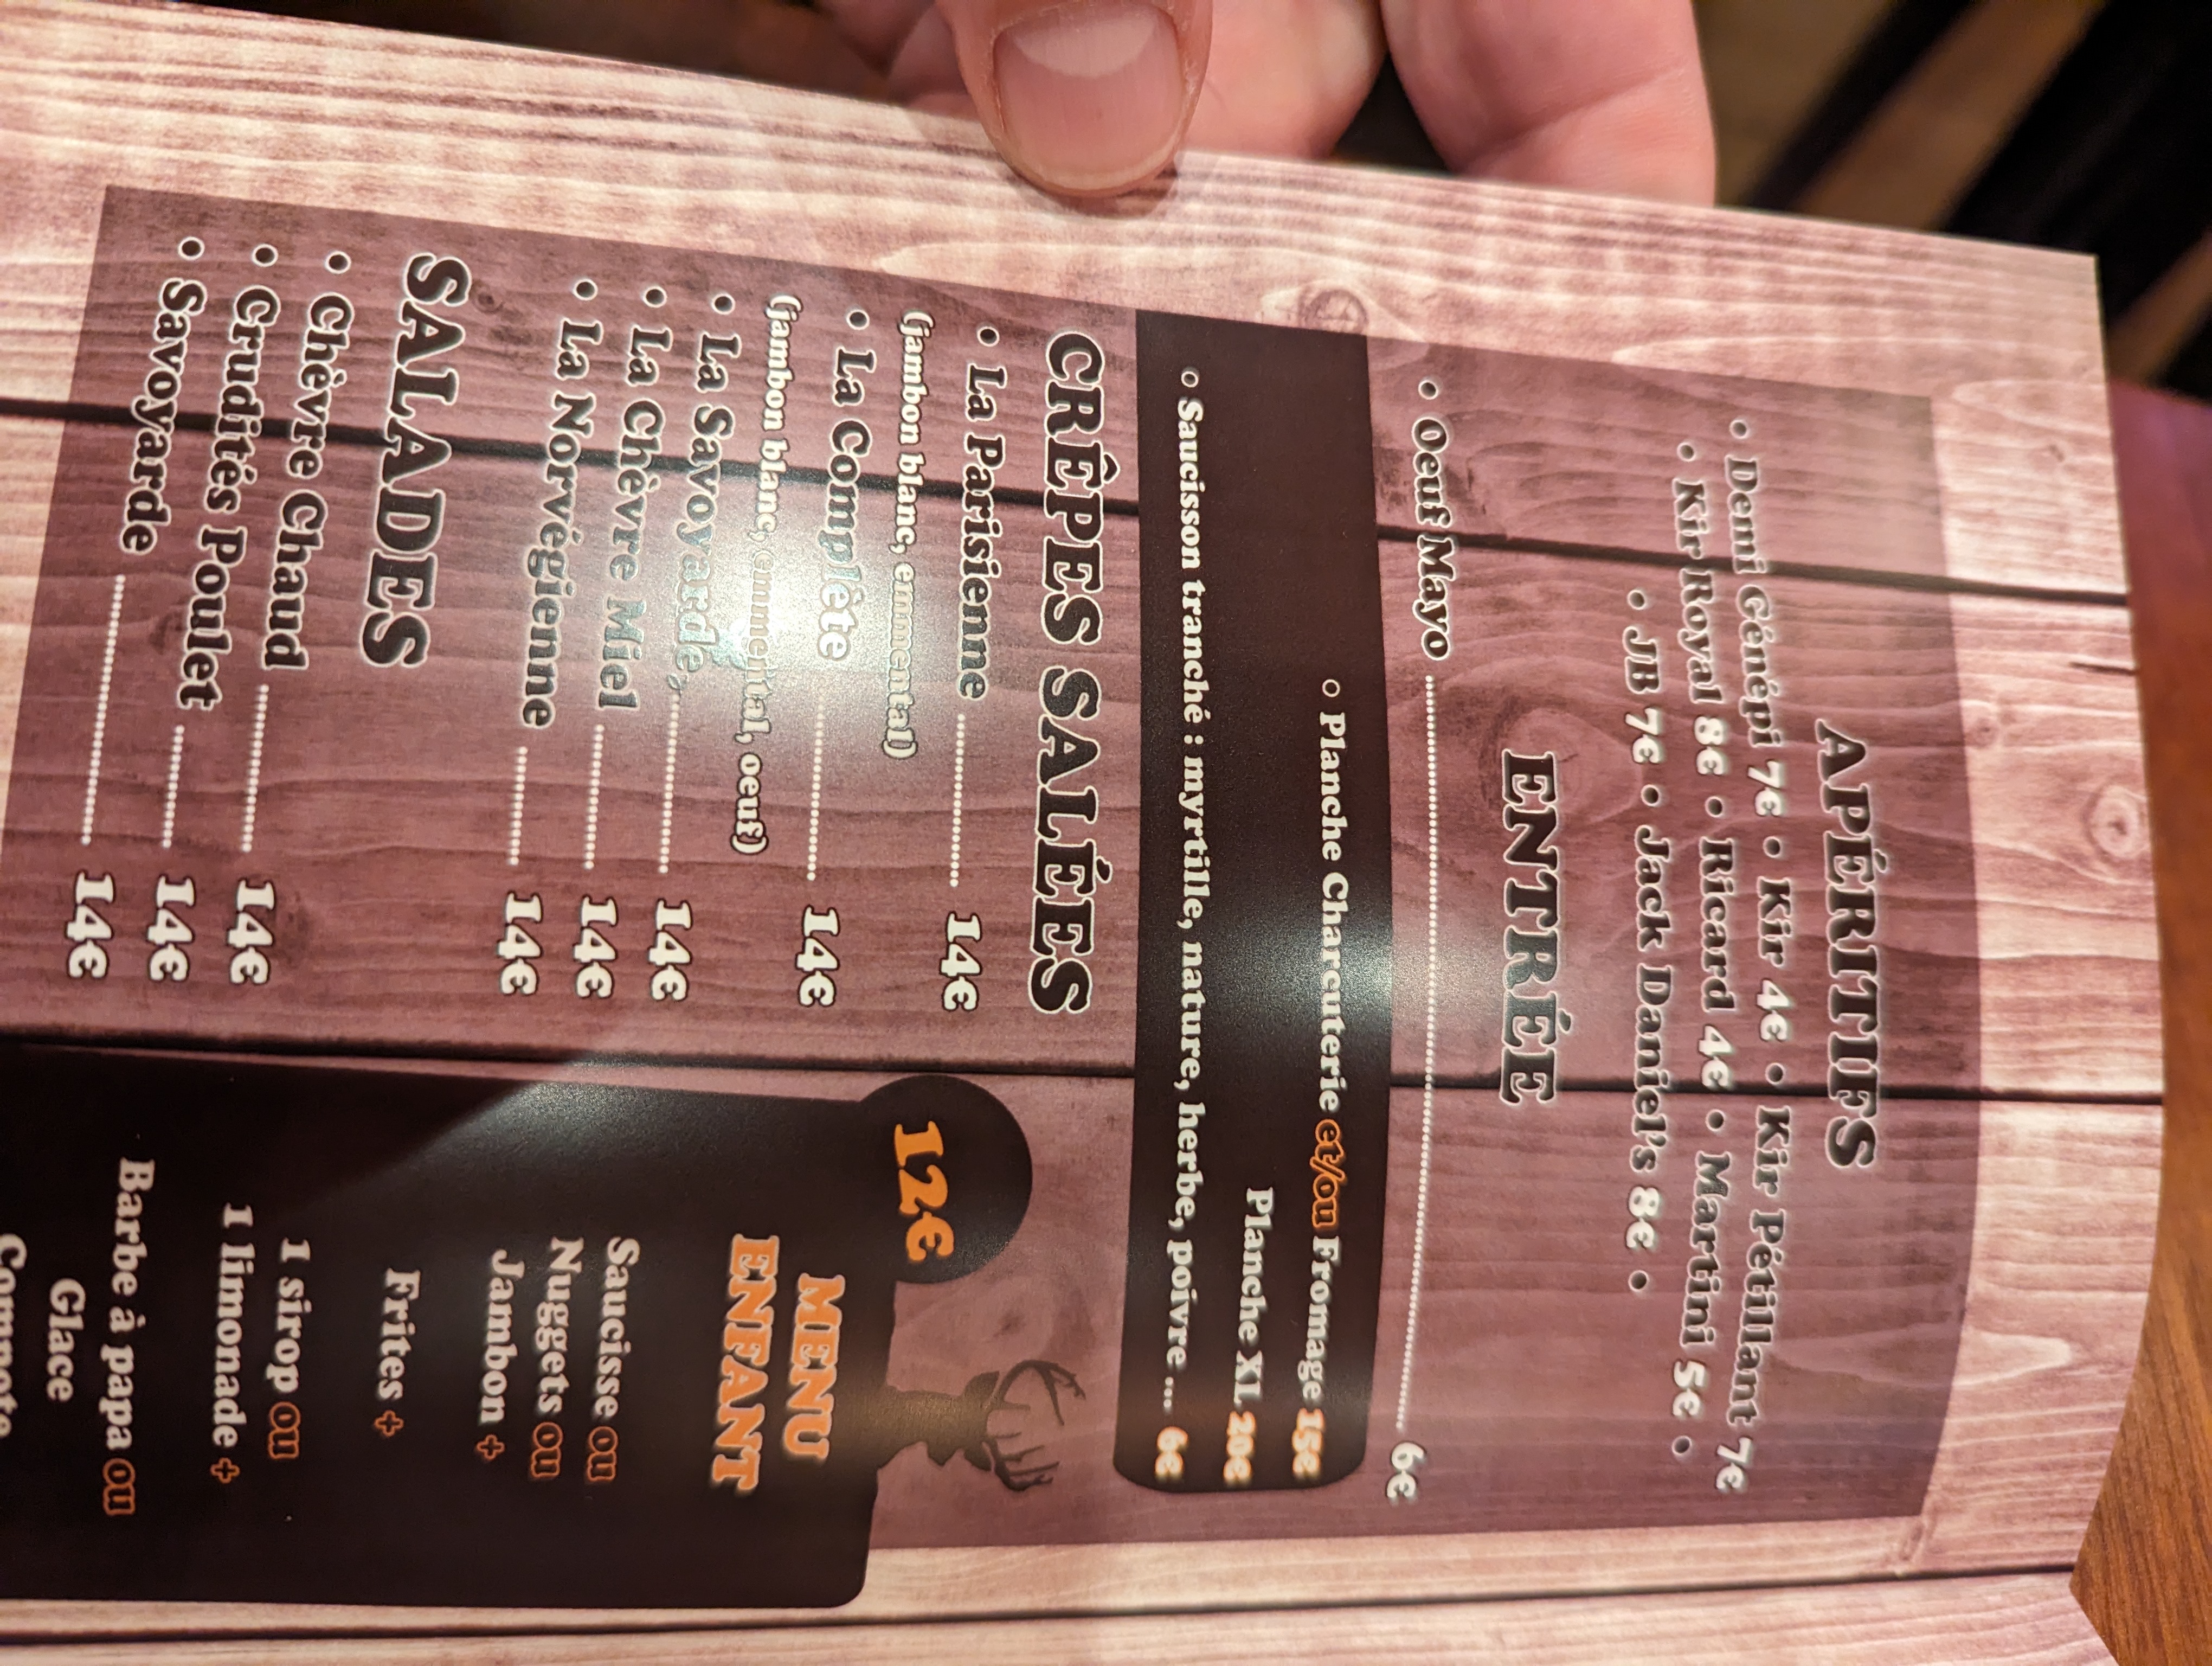 APÉRITIFS
• Demi Génépi 7€ • Kir 4€ • Kir Pétillant 7€
• Kir Royal 8€ • Ricard 4€ • Martini 5€ •
• JB 7€ • Jack Daniel's 8€ •
ENTRÉE
• Oeuf Mayo ........ 6€
○ Planche Charcuterie et/ou Fromage 15€
Planche XL 20€
○ Saucisson tranché : myrtille, nature, herbe, poivre ... 6€
CRÊPES SALÉES
• La Parisienne ........ 14€
(jambon blanc, emmental)
• La Complète ........ 14€
(jambon blanc, emmental, oeuf)
• La Savoyarde ........ 14€
• La Chèvre Miel ........ 14€
• La Norvégienne ........ 14€
SALADES
• Chèvre Chaud ........ 14€
• Crudités Poulet ........ 14€
• Savoyarde ........ 14€
12€
MENU
ENFANT
Saucisse ou
Nuggets ou
Jambon +
Frites +
1 sirop ou
1 limonade +
Barbe à papa ou
Glace